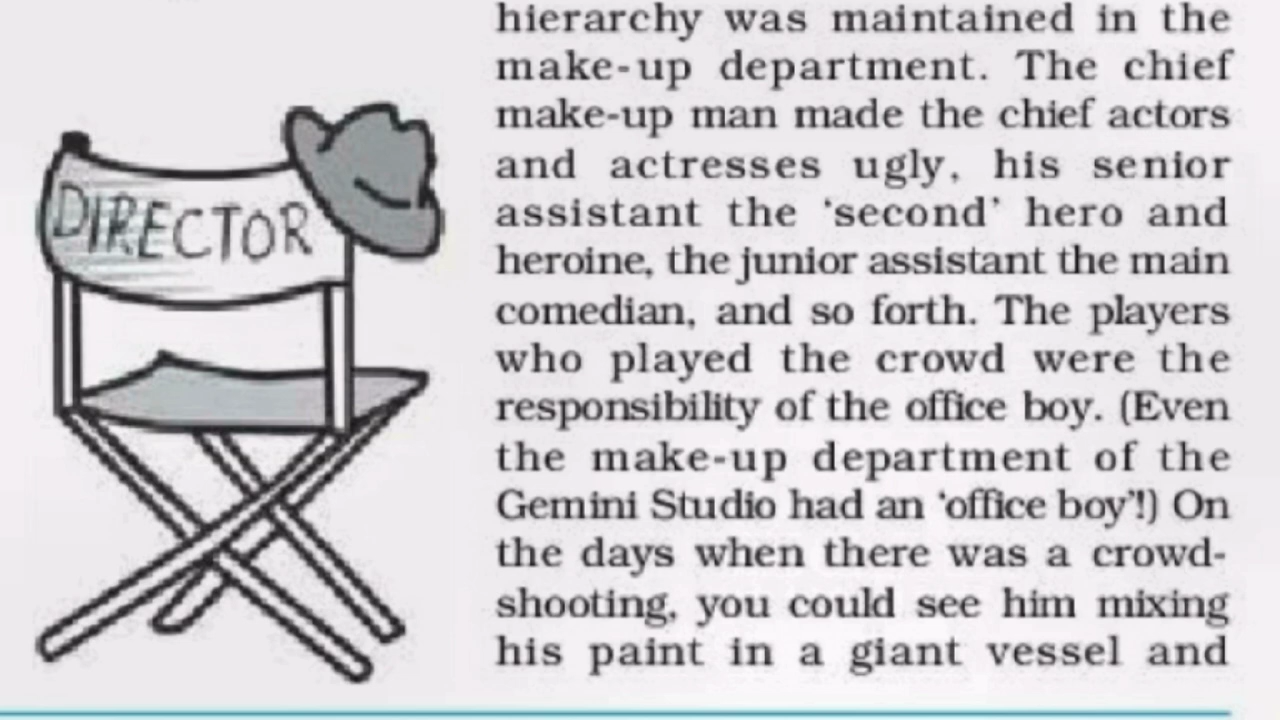 DIRECTOR
hierarchy was maintained in the
make-up department. The chief
make-up man made the chief actors
and actresses ugly, his senior
assistant the 'second' hero and
heroine, the junior assistant the main
comedian, and so forth. The players
who played the crowd were the
responsibility of the office boy. (Even
the make-up department of the
Gemini Studio had an 'office boy'!) On
the days when there was a crowd-
shooting, you could see him mixing
his paint in a giant vessel and